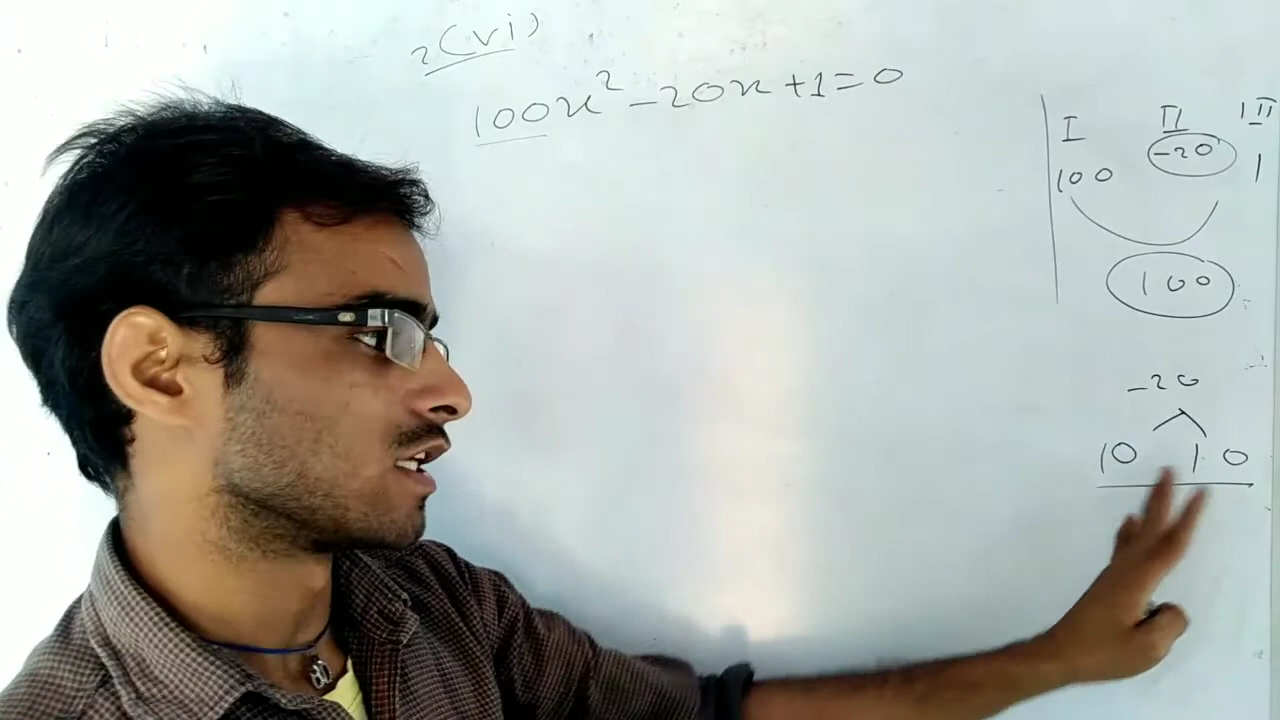 2(vi)
100x² - 20x + 1 = 0
I II III
100 -20 1
100
-20
10 10